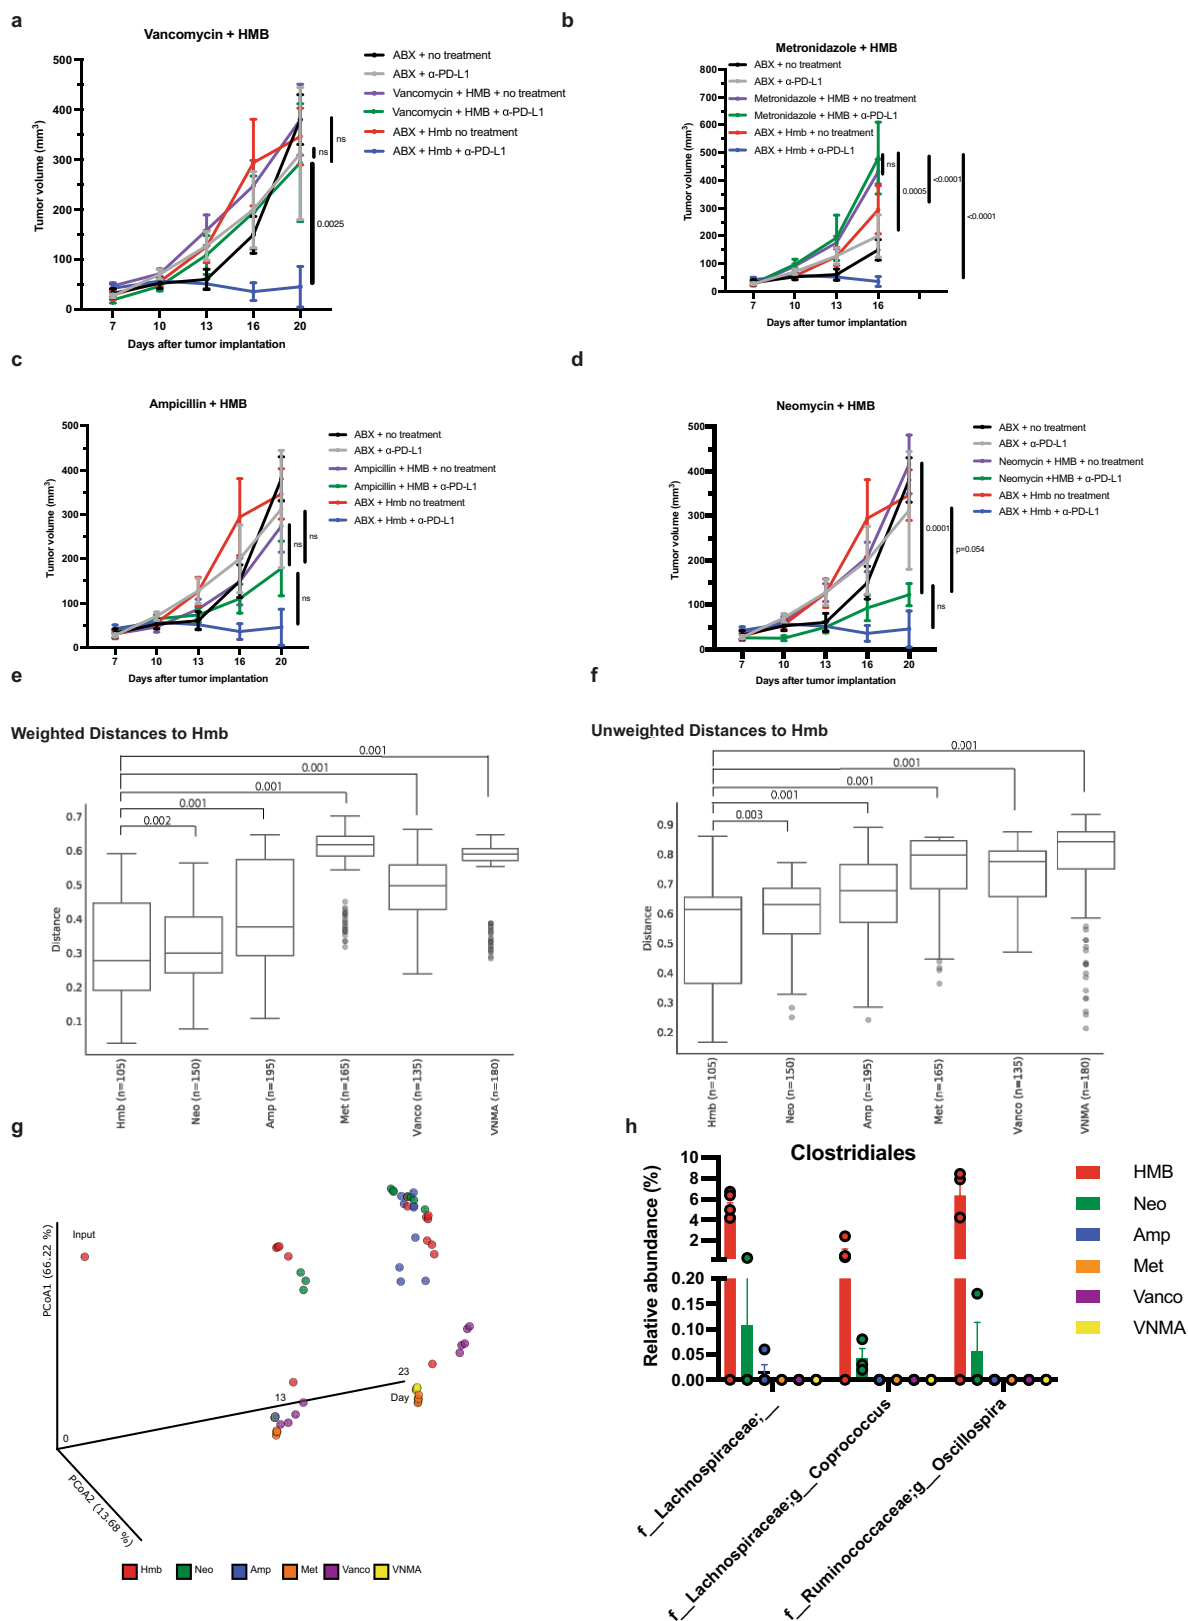 a
Vancomycin + HMB
500
400
300
200
100
0
Tumor volume (mm³)
7 10 13 16 20
Days after tumor implantation
ABX + no treatment
ABX + α-PD-L1
Vancomycin + HMB + no treatment
Vancomycin + HMB + α-PD-L1
ABX + Hmb no treatment
ABX + Hmb + α-PD-L1
ns
ns
0.0025
b
Metronidazole + HMB
800
700
600
500
400
300
200
100
0
Tumor volume (mm³)
7 10 13 16
Days after tumor implantation
ABX + no treatment
ABX + α-PD-L1
Metronidazole + HMB + no treatment
Metronidazole + HMB + α-PD-L1
ABX + Hmb + no treatment
ABX + Hmb + α-PD-L1
ns
0.0005
<0.0001
<0.0001
c
Ampicillin + HMB
500
400
300
200
100
0
Tumor volume (mm³)
7 10 13 16 20
Days after tumor implantation
ABX + no treatment
ABX + α-PD-L1
Ampicillin + HMB + no treatment
Ampicillin + HMB + α-PD-L1
ABX + Hmb no treatment
ABX + Hmb + α-PD-L1
ns
ns
ns
d
Neomycin + HMB
500
400
300
200
100
0
Tumor volume (mm³)
7 10 13 16 20
Days after tumor implantation
ABX + no treatment
ABX + α-PD-L1
Neomycin + HMB + no treatment
Neomycin +HMB + α-PD-L1
ABX + Hmb no treatment
ABX + Hmb + α-PD-L1
0.0001
p=0.054
ns
e
Weighted Distances to Hmb
0.001
0.001
0.001
0.001
0.002
0.7
0.6
0.5
0.4
0.3
0.2
0.1
Distance
Hmb (n=105)
Neo (n=150)
Amp (n=195)
Met (n=165)
Vanco (n=135)
VNMA (n=180)
f
Unweighted Distances to Hmb
0.001
0.001
0.001
0.001
0.003
0.9
0.8
0.7
0.6
0.5
0.4
0.3
0.2
Distance
Hmb (n=105)
Neo (n=150)
Amp (n=195)
Met (n=165)
Vanco (n=135)
VNMA (n=180)
g
Input
PCoA1 (66.22 %)
0
13
23
Day
PCoA2 (13.68 %)
Hmb Neo Amp Met Vanco VNMA
h
Clostridiales
10
8
6
4
2
0.20
0.15
0.10
0.05
0.00
Relative abundance (%)
f__Lachnospiraceae;__
f__Lachnospiraceae;g__Coprococcus
f__Ruminococcaceae;g__Oscillospira
HMB
Neo
Amp
Met
Vanco
VNMA